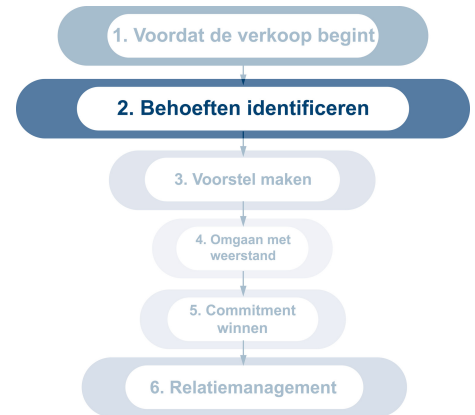 1. Voordat de verkoop begint
2. Behoeften identificeren
3. Voorstel maken
4. Omgaan met
weerstand
5. Commitment
winnen
6. Relatiemanagement